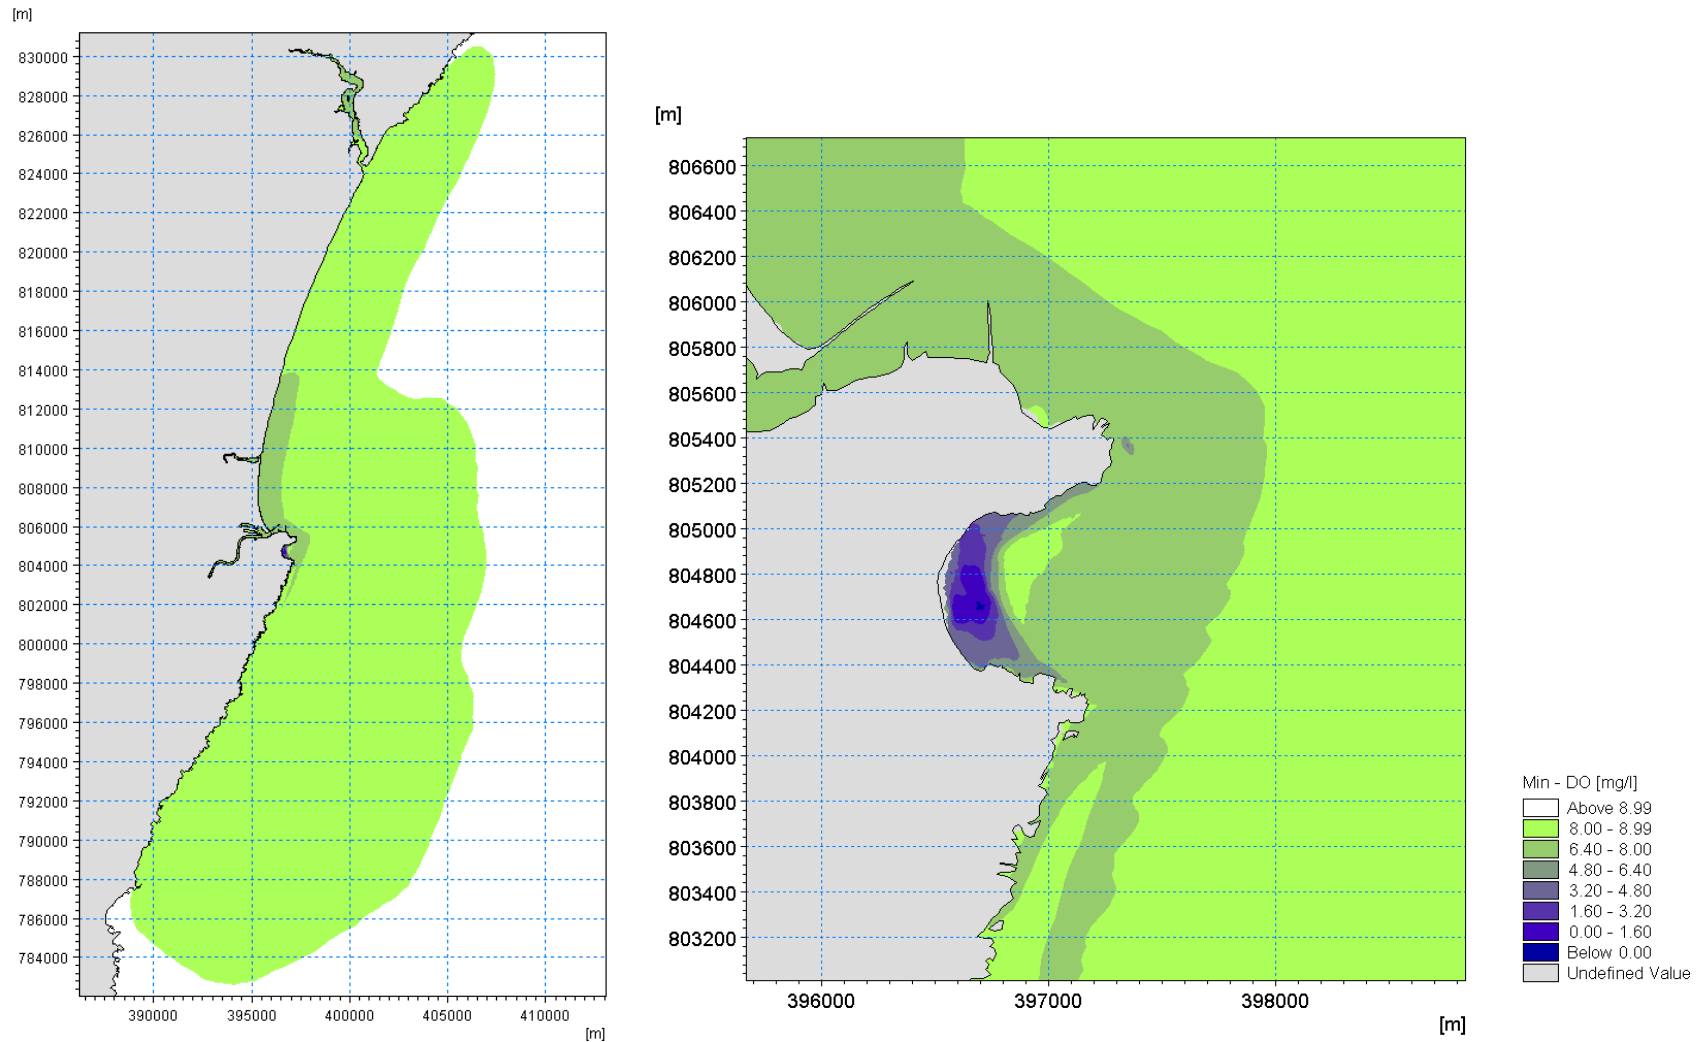 [m]
830000
828000
826000
824000
822000
820000
818000
816000
814000
812000
810000
808000
806000
804000
802000
800000
798000
796000
794000
792000
790000
788000
786000
784000
390000 395000 400000 405000 410000
[m]
[m]
806600
806400
806200
806000
805800
805600
805400
805200
805000
804800
804600
804400
804200
804000
803800
803600
803400
803200
396000 397000 398000
[m]
Min - DO [mg/l]
Above 8.99
8.00 - 8.99
6.40 - 8.00
4.80 - 6.40
3.20 - 4.80
1.60 - 3.20
0.00 - 1.60
Below 0.00
Undefined Value